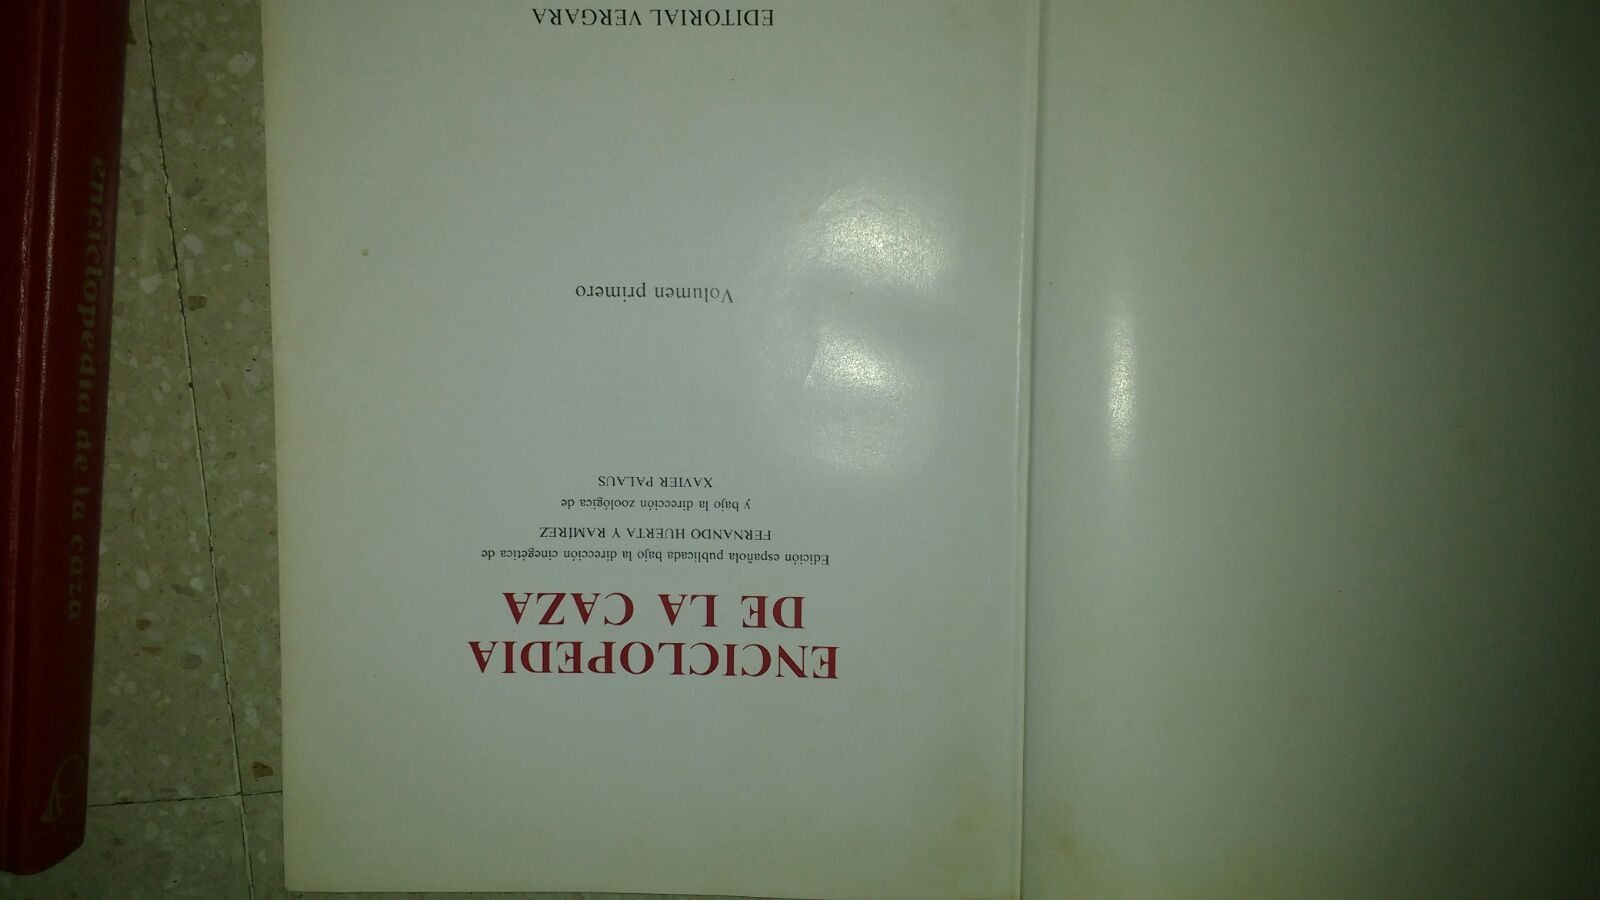 ENCICLOPEDIA
DE LA CAZA
Edición española publicada bajo la dirección cinegética de
FERNANDO HUERTA Y RAMÍREZ
y bajo la dirección zoológica de
XAVIER PALAUS
Volumen primero
EDITORIAL VERGARA
enciclopedia de la caza